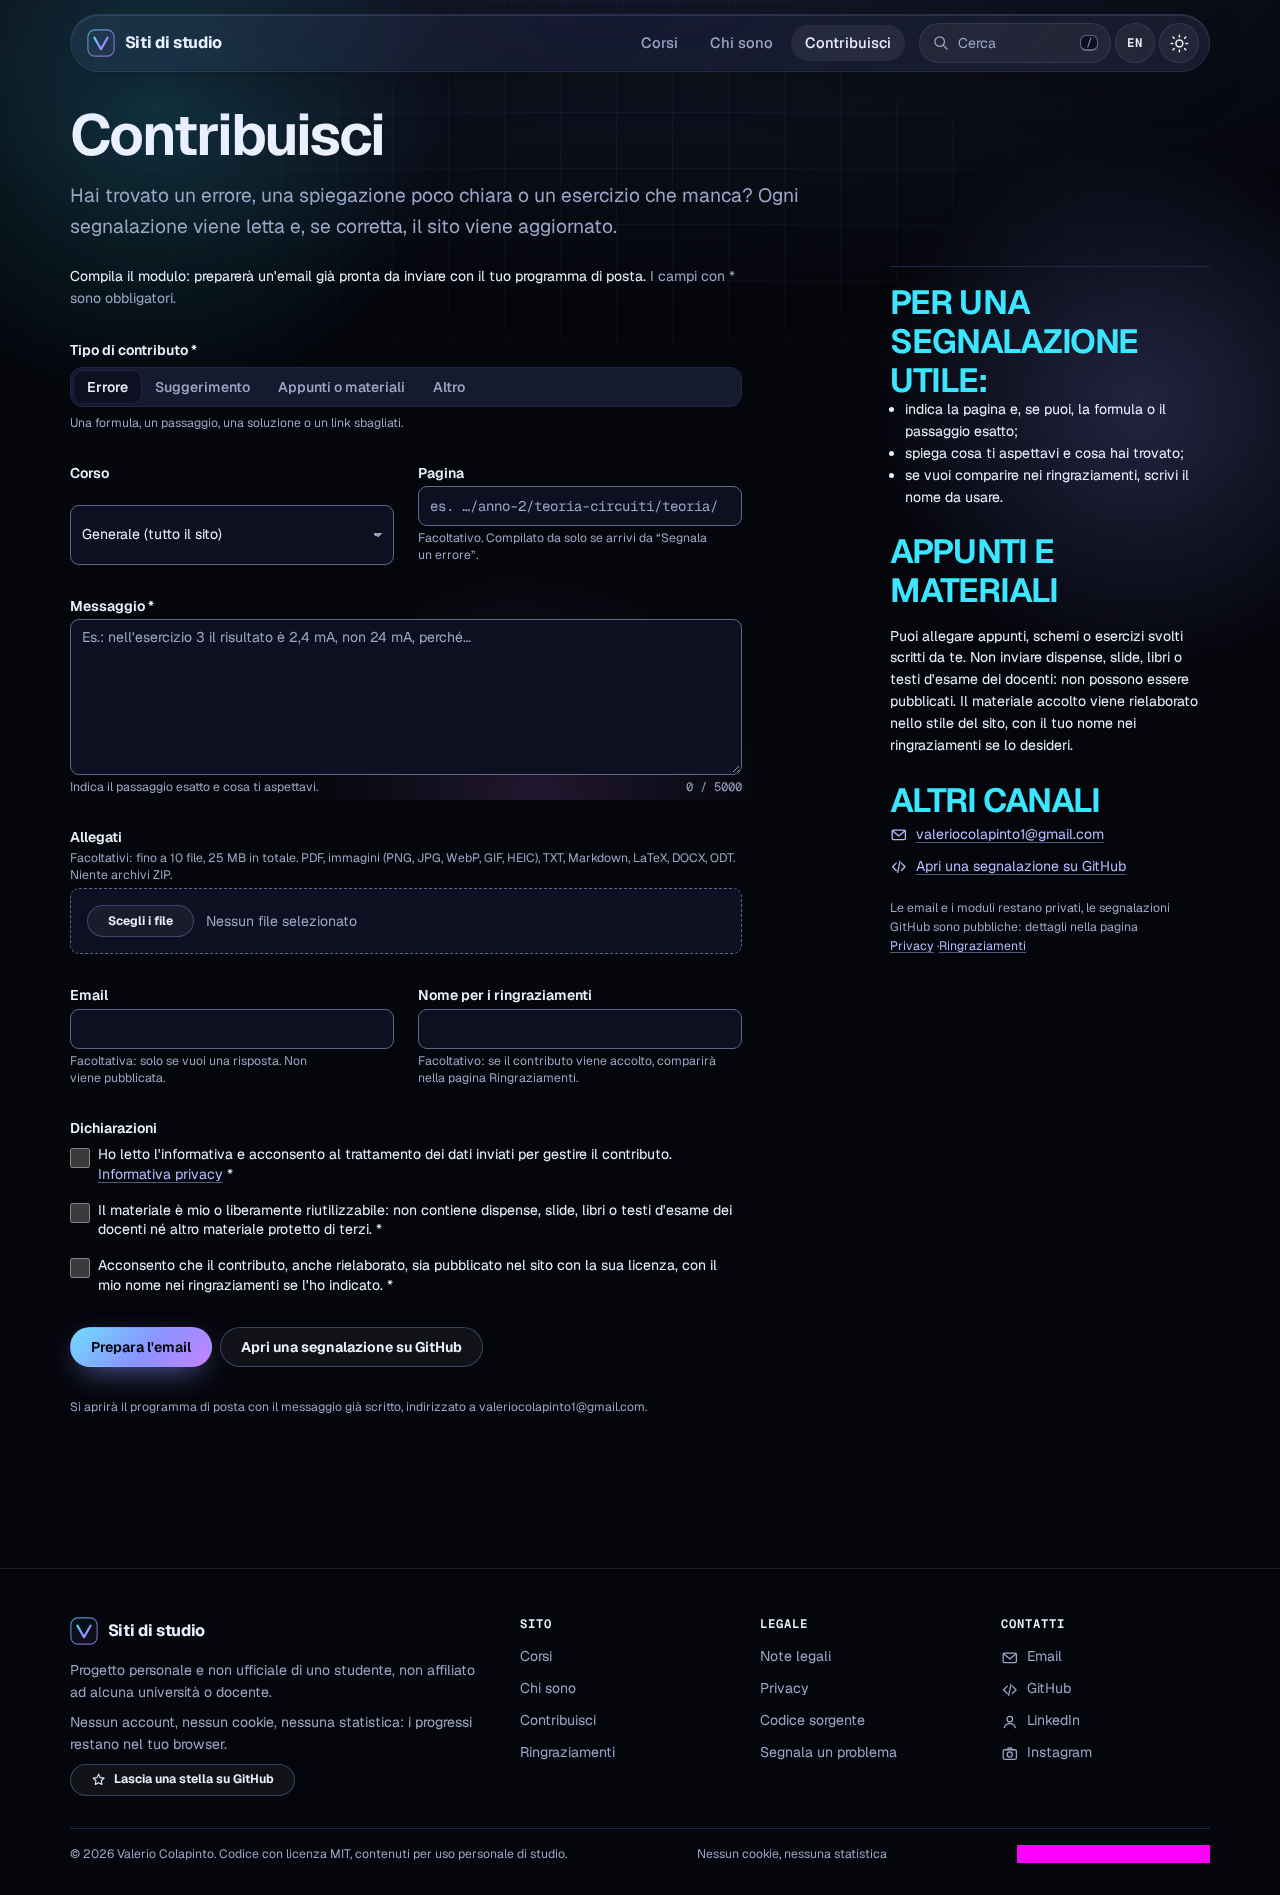 Siti di studio
Corsi
Chi sono
Contribuisci
Cerca
/
EN
Contribuisci
Hai trovato un errore, una spiegazione poco chiara o un esercizio che manca? Ogni
segnalazione viene letta e, se corretta, il sito viene aggiornato.
Compila il modulo: preparerà un'email già pronta da inviare con il tuo programma di posta. I campi con *
sono obbligatori.
Tipo di contributo *
Errore
Suggerimento
Appunti o materiali
Altro
Una formula, un passaggio, una soluzione o un link sbagliati.
Corso
Generale (tutto il sito)
Pagina
es. …/anno-2/teoria-circuiti/teoria/
Facoltativo. Compilato da solo se arrivi da “Segnala
un errore”.
Messaggio *
Es.: nell'esercizio 3 il risultato è 2,4 mA, non 24 mA, perché…
Indica il passaggio esatto e cosa ti aspettavi.
0 / 5000
Allegati
Facoltativi: fino a 10 file, 25 MB in totale. PDF, immagini (PNG, JPG, WebP, GIF, HEIC), TXT, Markdown, LaTeX, DOCX, ODT.
Niente archivi ZIP.
Scegli i file
Nessun file selezionato
Email
Facoltativa: solo se vuoi una risposta. Non
viene pubblicata.
Nome per i ringraziamenti
Facoltativo: se il contributo viene accolto, comparirà
nella pagina Ringraziamenti.
Dichiarazioni
Ho letto l'informativa e acconsento al trattamento dei dati inviati per gestire il contributo.
Informativa privacy *
Il materiale è mio o liberamente riutilizzabile: non contiene dispense, slide, libri o testi d'esame dei
docenti né altro materiale protetto di terzi. *
Acconsento che il contributo, anche rielaborato, sia pubblicato nel sito con la sua licenza, con il
mio nome nei ringraziamenti se l'ho indicato. *
Prepara l'email
Apri una segnalazione su GitHub
Si aprirà il programma di posta con il messaggio già scritto, indirizzato a valeriocolapinto1@gmail.com.
PER UNA
SEGNALAZIONE
UTILE:
indica la pagina e, se puoi, la formula o il
passaggio esatto;
spiega cosa ti aspettavi e cosa hai trovato;
se vuoi comparire nei ringraziamenti, scrivi il
nome da usare.
APPUNTI E
MATERIALI
Puoi allegare appunti, schemi o esercizi svolti
scritti da te. Non inviare dispense, slide, libri o
testi d'esame dei docenti: non possono essere
pubblicati. Il materiale accolto viene rielaborato
nello stile del sito, con il tuo nome nei
ringraziamenti se lo desideri.
ALTRI CANALI
valeriocolapinto1@gmail.com
Apri una segnalazione su GitHub
Le email e i moduli restano privati, le segnalazioni
GitHub sono pubbliche: dettagli nella pagina
Privacy ·Ringraziamenti
Siti di studio
Progetto personale e non ufficiale di uno studente, non affiliato
ad alcuna università o docente.
Nessun account, nessun cookie, nessuna statistica: i progressi
restano nel tuo browser.
Lascia una stella su GitHub
SITO
Corsi
Chi sono
Contribuisci
Ringraziamenti
LEGALE
Note legali
Privacy
Codice sorgente
Segnala un problema
CONTATTI
Email
GitHub
LinkedIn
Instagram
© 2026 Valerio Colapinto. Codice con licenza MIT, contenuti per uso personale di studio.
Nessun cookie, nessuna statistica